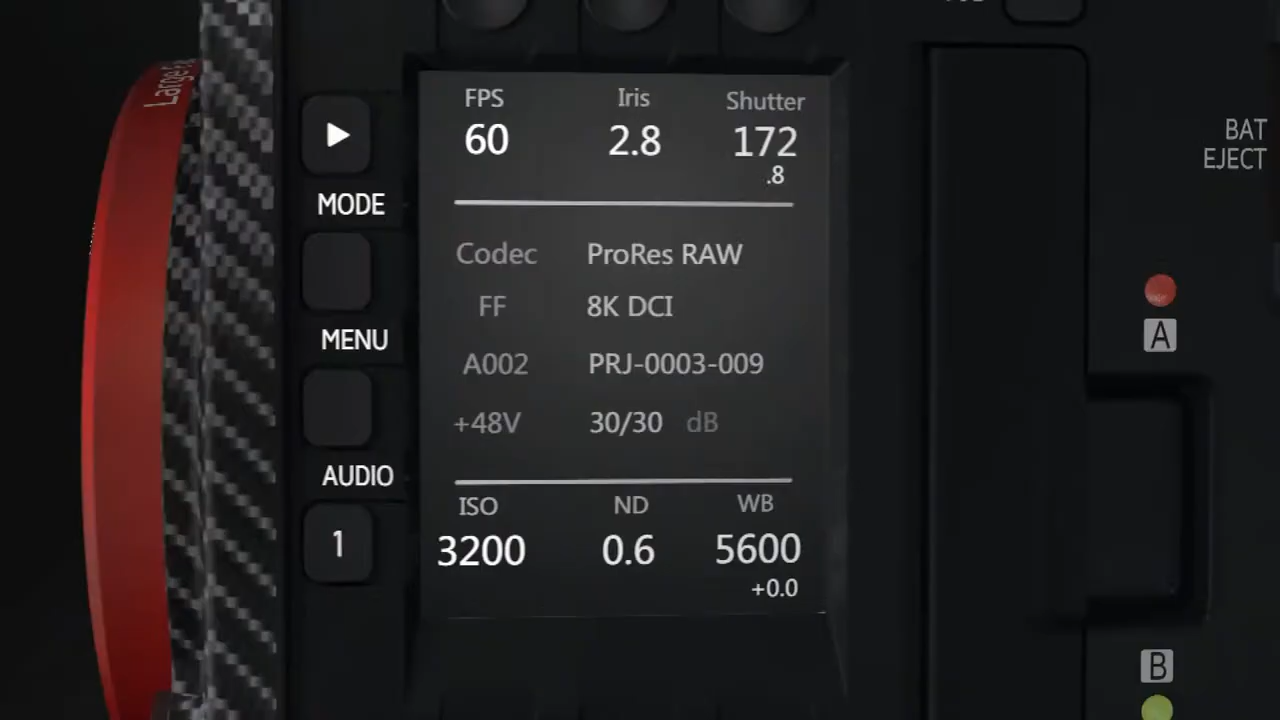 Large
FPS Iris Shutter
60 2.8 172
.8
BAT
EJECT
MODE
Codec ProRes RAW
FF 8K DCI
A
MENU
A002 PRJ-0003-009
+48V 30/30 dB
AUDIO
ISO ND WB
1 3200 0.6 5600
+0.0
B